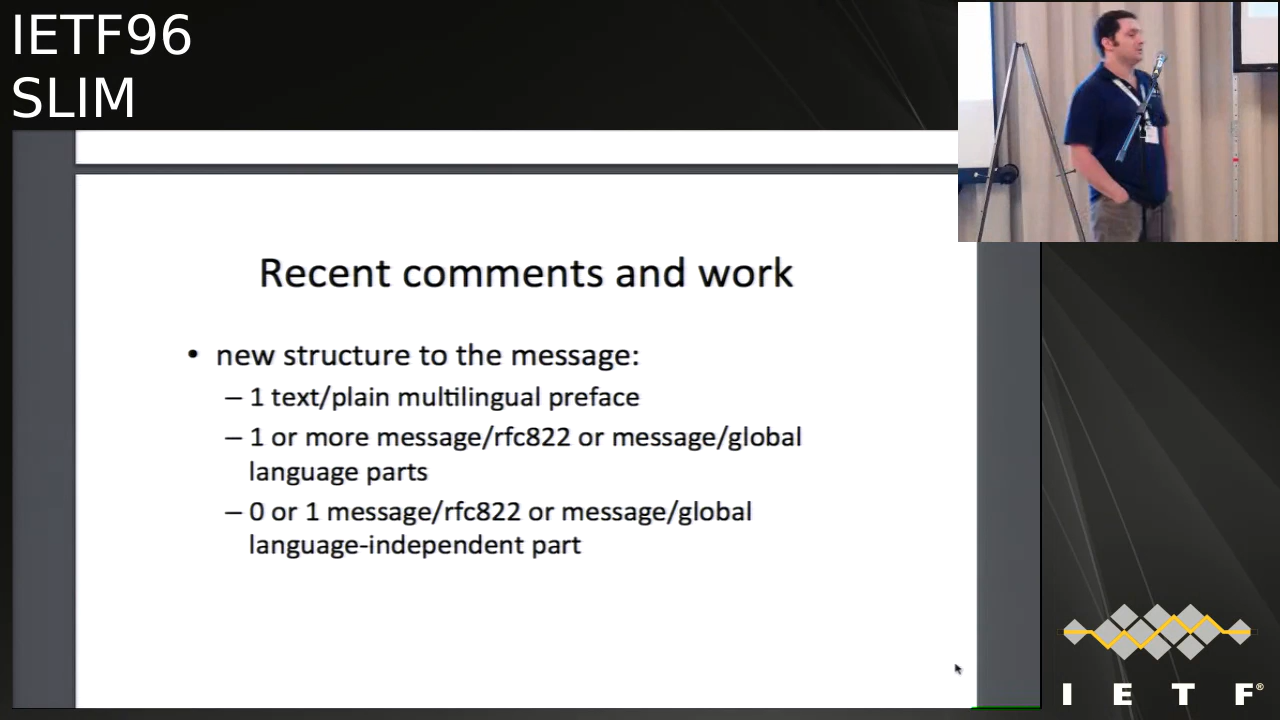 IETF96
SLIM
Recent comments and work
• new structure to the message:
– 1 text/plain multilingual preface
– 1 or more message/rfc822 or message/global
language parts
– 0 or 1 message/rfc822 or message/global
language-independent part
I E T F®